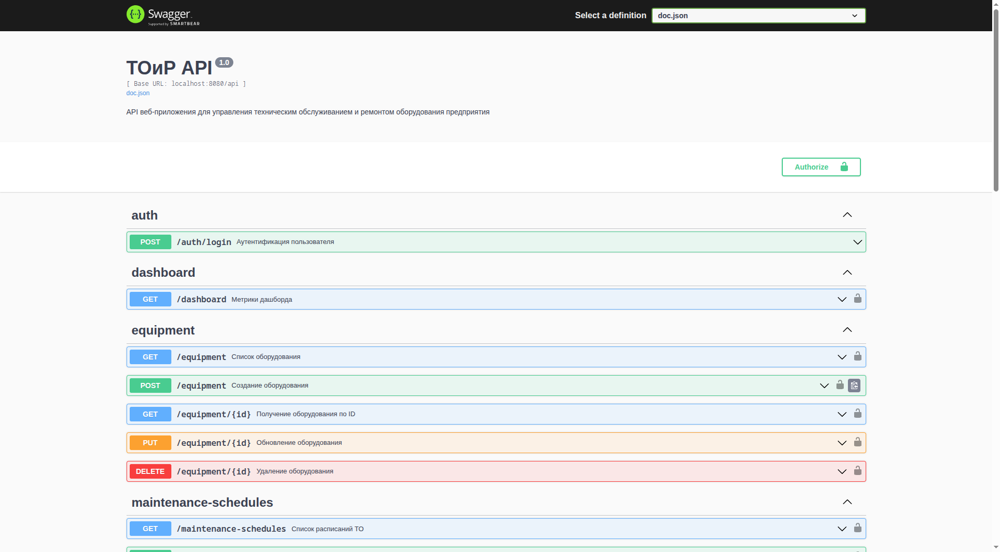 Swagger
Supported by SMARTBEAR
Select a definition
doc.json
ТОиР API 1.0
[ Base URL: localhost:8080/api ]
doc.json
API веб-приложения для управления техническим обслуживанием и ремонтом оборудования предприятия
Authorize
auth
POST /auth/login Аутентификация пользователя
dashboard
GET /dashboard Метрики дашборда
equipment
GET /equipment Список оборудования
POST /equipment Создание оборудования
GET /equipment/{id} Получение оборудования по ID
PUT /equipment/{id} Обновление оборудования
DELETE /equipment/{id} Удаление оборудования
maintenance-schedules
GET /maintenance-schedules Список расписаний ТО